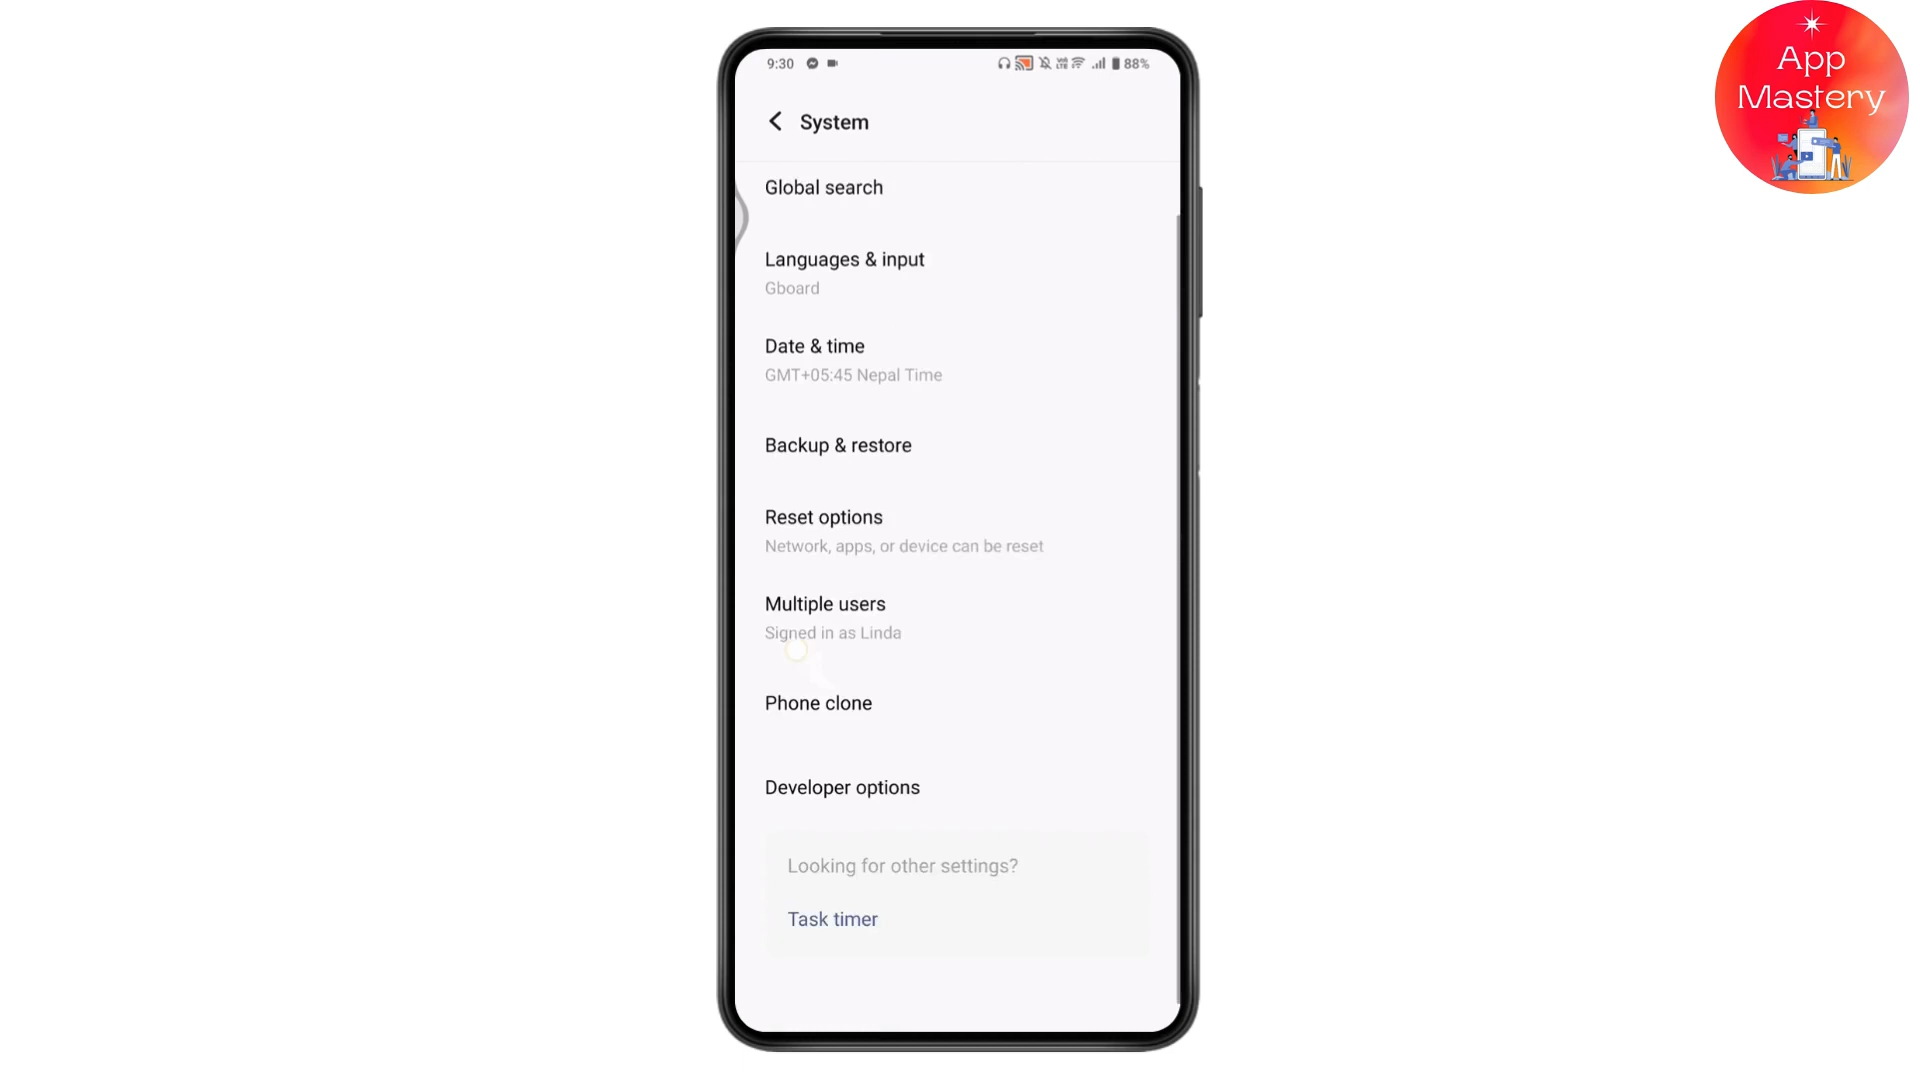 9:30
88%
System
Global search
Languages & input
Gboard
Date & time
GMT+05:45 Nepal Time
Backup & restore
Reset options
Network, apps, or device can be reset
Multiple users
Signed in as Linda
Phone clone
Developer options
Looking for other settings?
Task timer
App
Mastery